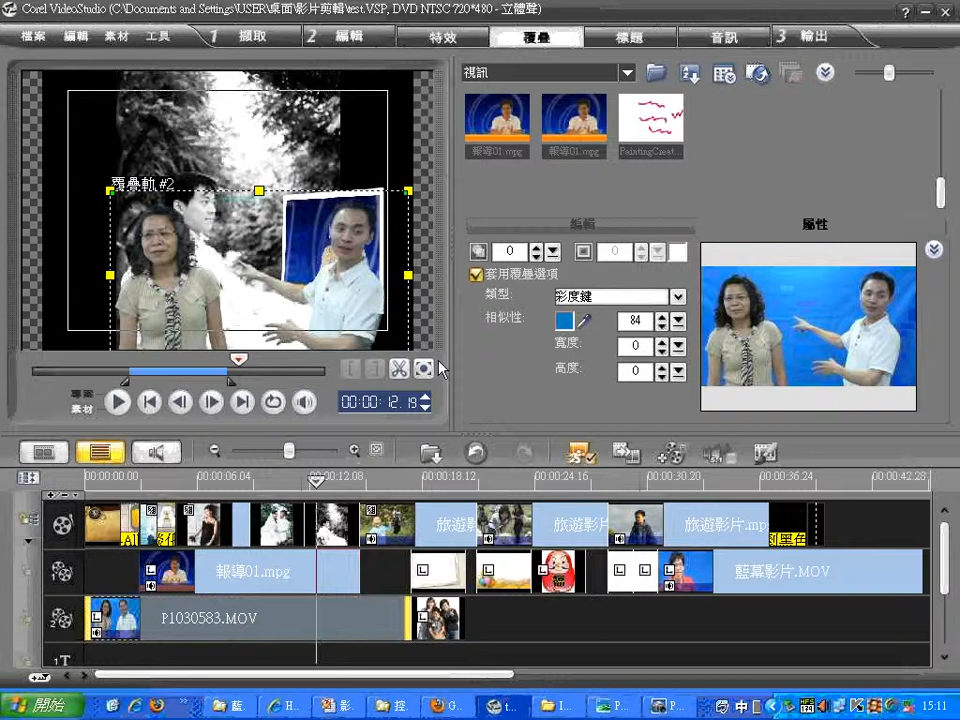 Corel VideoStudio (C:\Documents and Settings\USER\桌面\影片剪輯\test.VSP, DVD NTSC 720*480 - 立體聲)
檔案 編輯 素材 工具 1 擷取 2 編輯 特效 覆疊 標題 音訊 3 輸出
視訊
覆疊軌 #2
報導01.mpg 報導01.mpg PaintingCreat...
編輯 屬性
0 0
套用覆疊選項
類型: 彩度鍵
相似性: 84
寬度: 0
高度: 0
專案
素材
00:00:12.19
00:00:00.00 00:00:06.04 00:00:12.08 00:00:18.12 00:00:24.16 00:00:30.20 00:00:36.24 00:00:42.28
旅遊影 旅遊影片 旅遊影片.mp
報導01.mpg 藍幕影片.MOV
P1030583.MOV
1T
開始 藍... H... 影... 控... G... t... I... P... P... 中 15:11